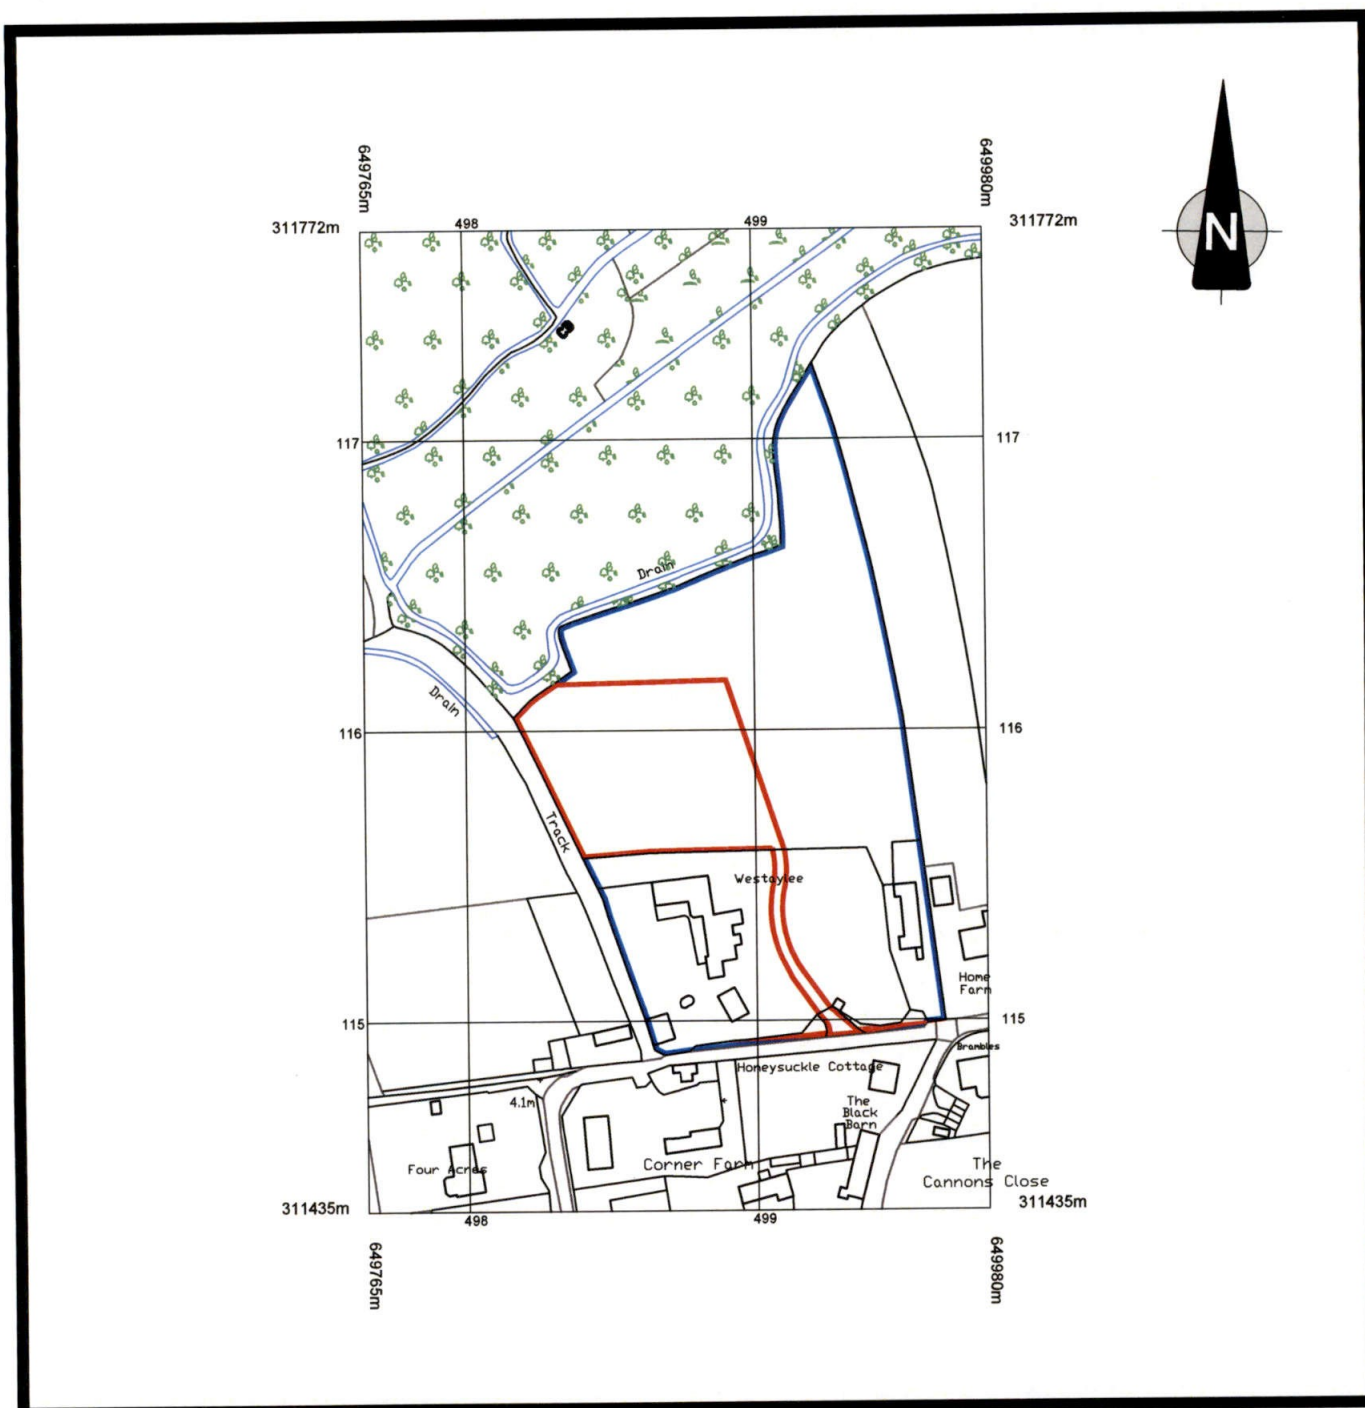 649765m
649980m
311772m
498
499
311772m
N
117
117
Drain
Drain
116
116
Track
Westaylee
Home
Farm
115
115
Brambles
Honeysuckle Cottage
4.1m
The
Black
Barn
Four Acres
Corner Farm
The
Cannons Close
311435m
498
499
311435m
649765m
649980m